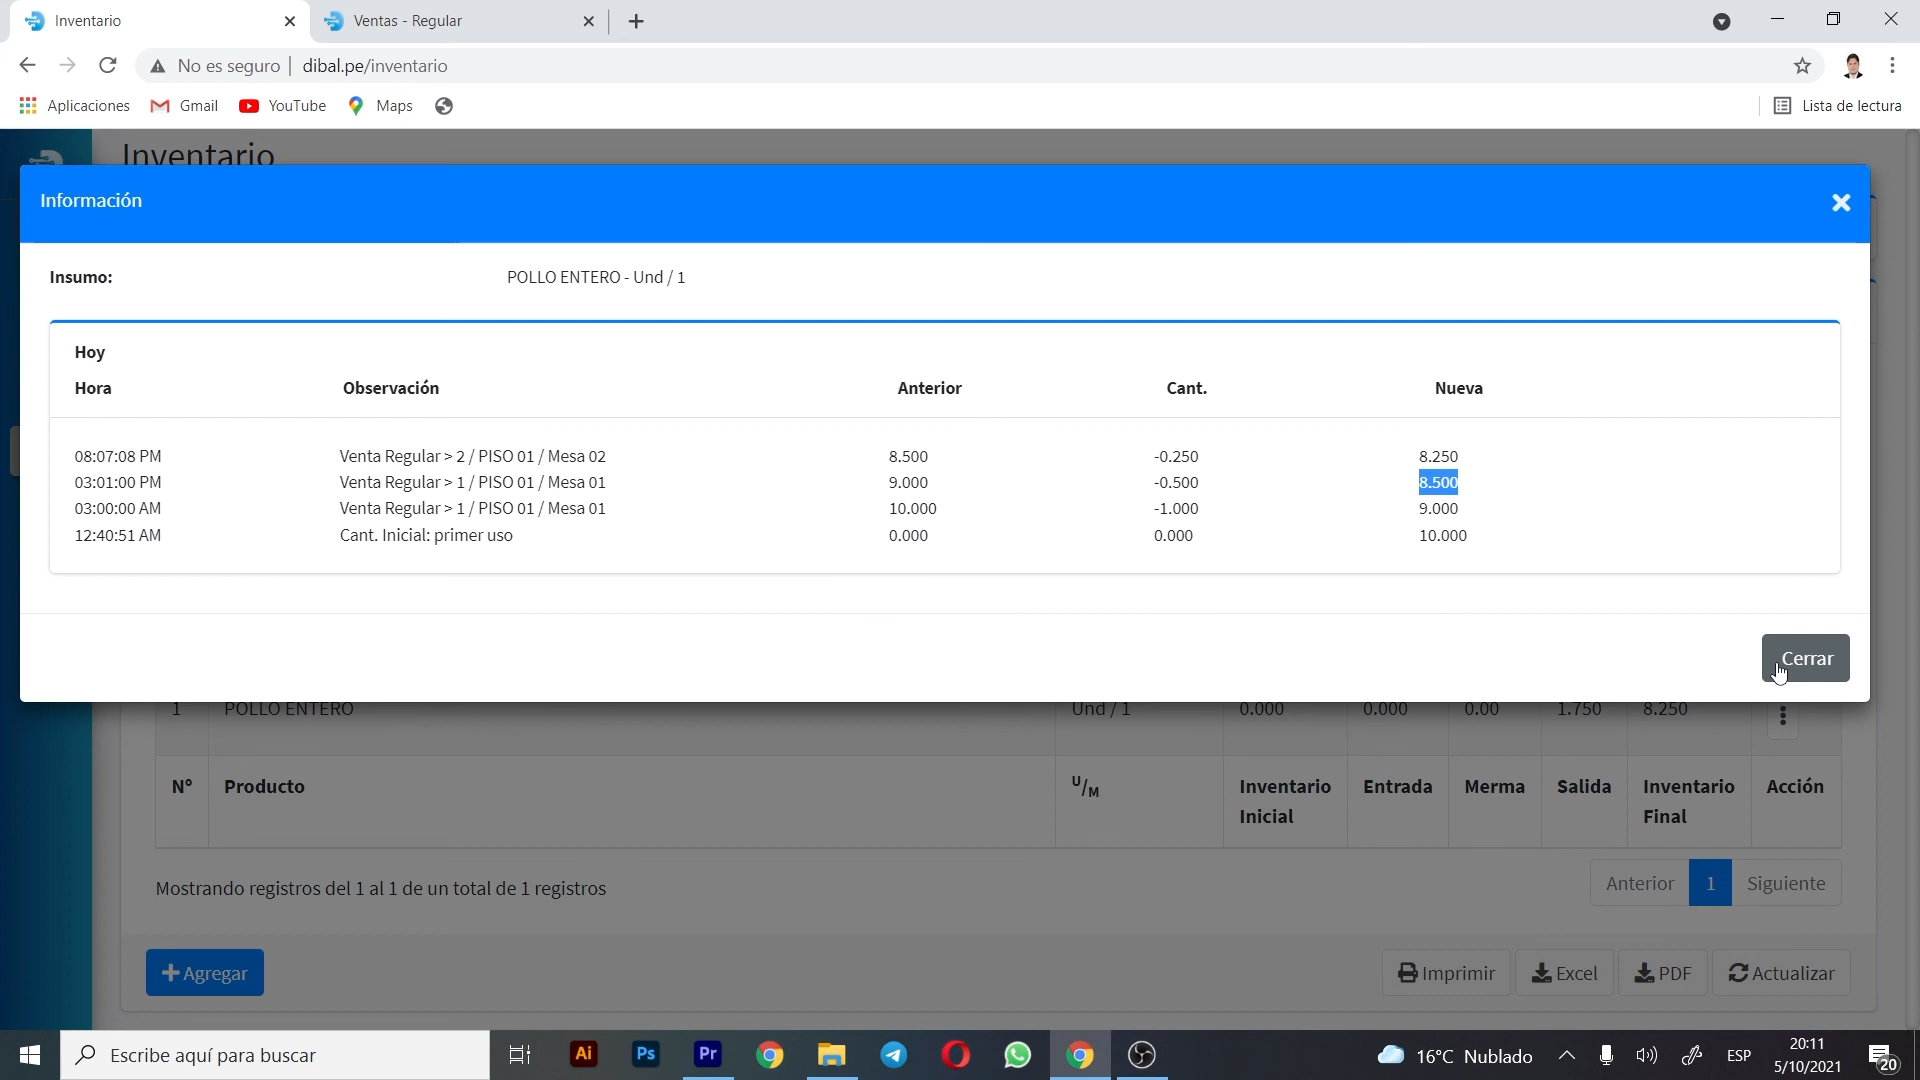 Inventario
Ventas - Regular
No es seguro
dibal.pe/inventario
Aplicaciones
Gmail
YouTube
Maps
Lista de lectura
Inventario
Información
Insumo: POLLO ENTERO - Und / 1
Hoy
Hora Observación Anterior Cant. Nueva
08:07:08 PM Venta Regular > 2 / PISO 01 / Mesa 02 8.500 -0.250 8.250
03:01:00 PM Venta Regular > 1 / PISO 01 / Mesa 01 9.000 -0.500 8.500
03:00:00 AM Venta Regular > 1 / PISO 01 / Mesa 01 10.000 -1.000 9.000
12:40:51 AM Cant. Inicial: primer uso 0.000 0.000 10.000
Cerrar
1 POLLO ENTERO Und / 1 0.000 0.000 0.00 1.750 8.250
Nº Producto U/M Inventario Inicial Entrada Merma Salida Inventario Final Acción
Mostrando registros del 1 al 1 de un total de 1 registros
Anterior 1 Siguiente
Agregar
Imprimir Excel PDF Actualizar
Escribe aquí para buscar
Ai
Ps
Pr
16°C Nublado
ESP
20:11
5/10/2021
20